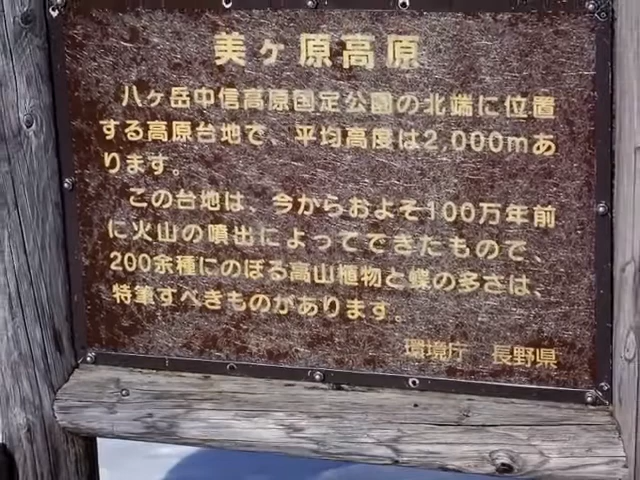 美ヶ原高原
八ヶ岳中信高原国定公園の北端に位置
する高原台地で、平均高度は2,000mあ
ります。
この台地は、今からおよそ100万年前
に火山の噴出によってできたもので、
200余種にのぼる高山植物と蝶の多さは、
特筆すべきものがあります。
環境庁 長野県